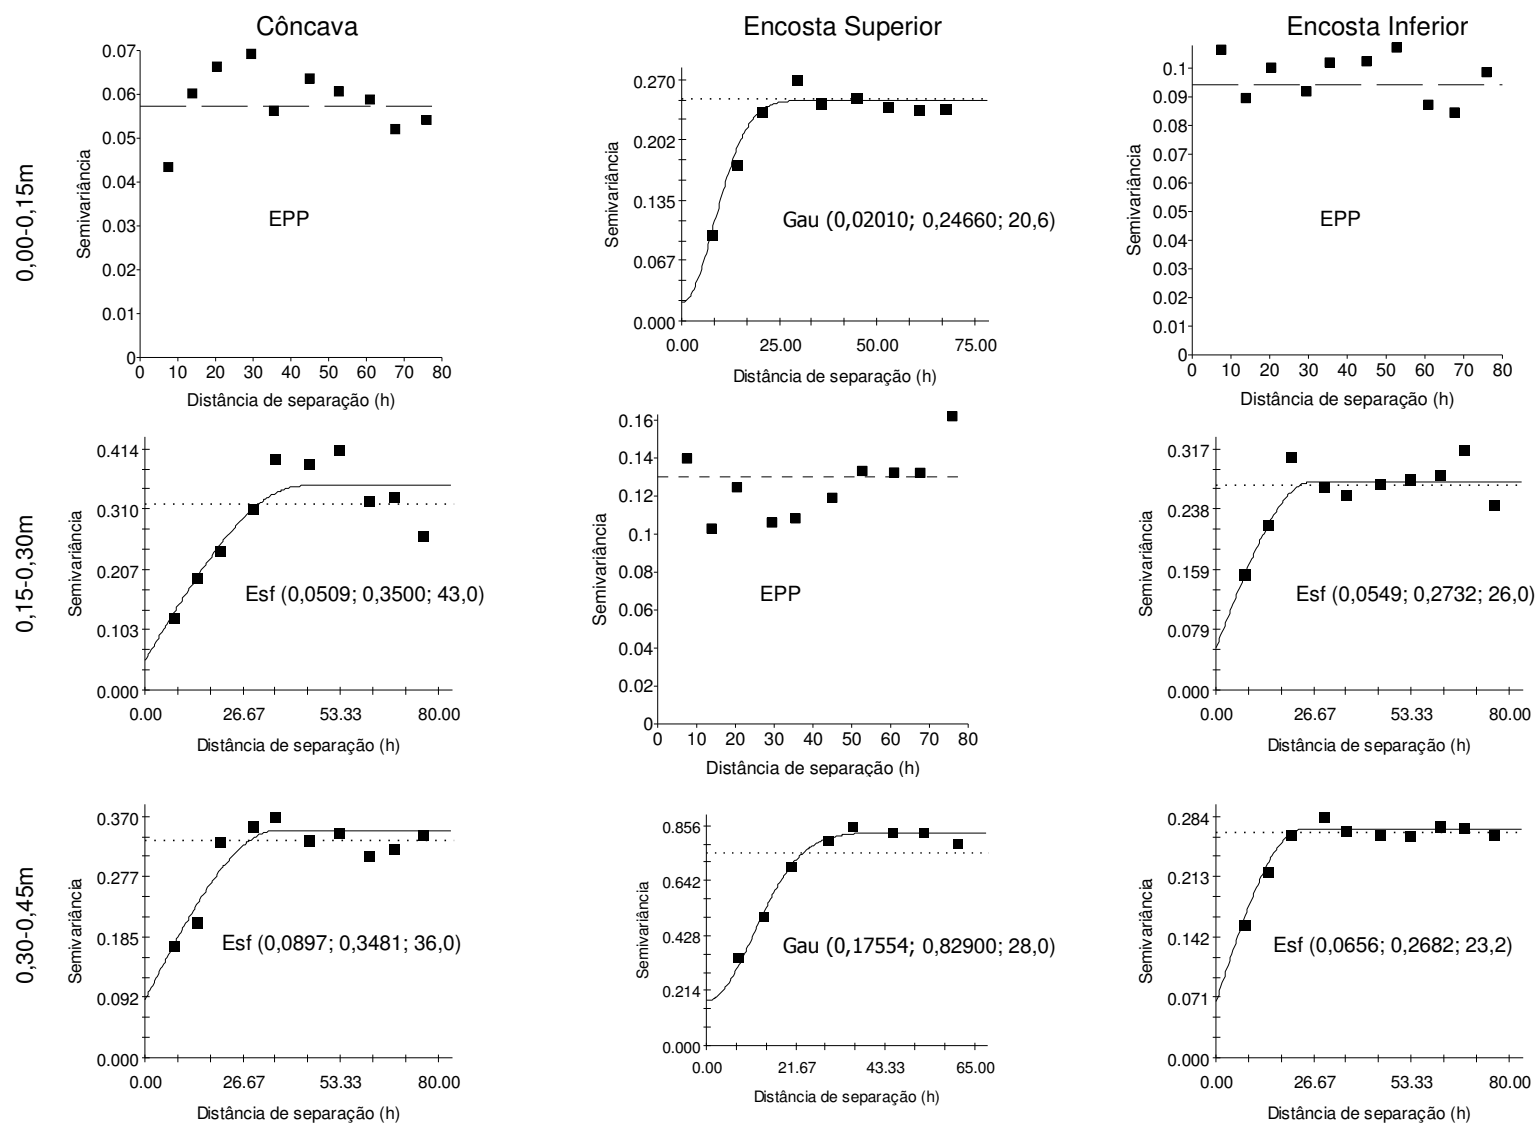 Côncava
Encosta Superior
Encosta Inferior
0,00-0,15m
Semivariância
0.07
0.06
0.05
0.04
0.03
0.02
0.01
0
EPP
0 10 20 30 40 50 60 70 80
Distância de separação (h)
Semivariância
0.270
0.202
0.135
0.067
0.000
Gau (0,02010; 0,24660; 20,6)
0.00 25.00 50.00 75.00
Distância de separação (h)
Semivariância
0.1
0.09
0.08
0.07
0.06
0.05
0.04
0.03
0.02
0.01
0
EPP
0 10 20 30 40 50 60 70 80
Distância de separação (h)
0,15-0,30m
Semivariância
0.414
0.310
0.207
0.103
0.000
Esf (0,0509; 0,3500; 43,0)
0.00 26.67 53.33 80.00
Distância de separação (h)
Semivariância
0.16
0.14
0.12
0.1
0.08
0.06
0.04
0.02
0
EPP
0 10 20 30 40 50 60 70 80
Distância de separação (h)
Semivariância
0.317
0.238
0.159
0.079
0.000
Esf (0,0549; 0,2732; 26,0)
0.00 26.67 53.33 80.00
Distância de separação (h)
0,30-0,45m
Semivariância
0.370
0.277
0.185
0.092
0.000
Esf (0,0897; 0,3481; 36,0)
0.00 26.67 53.33 80.00
Distância de separação (h)
Semivariância
0.856
0.642
0.428
0.214
0.000
Gau (0,17554; 0,82900; 28,0)
0.00 21.67 43.33 65.00
Distância de separação (h)
Semivariância
0.284
0.213
0.142
0.071
0.000
Esf (0,0656; 0,2682; 23,2)
0.00 26.67 53.33 80.00
Distância de separação (h)